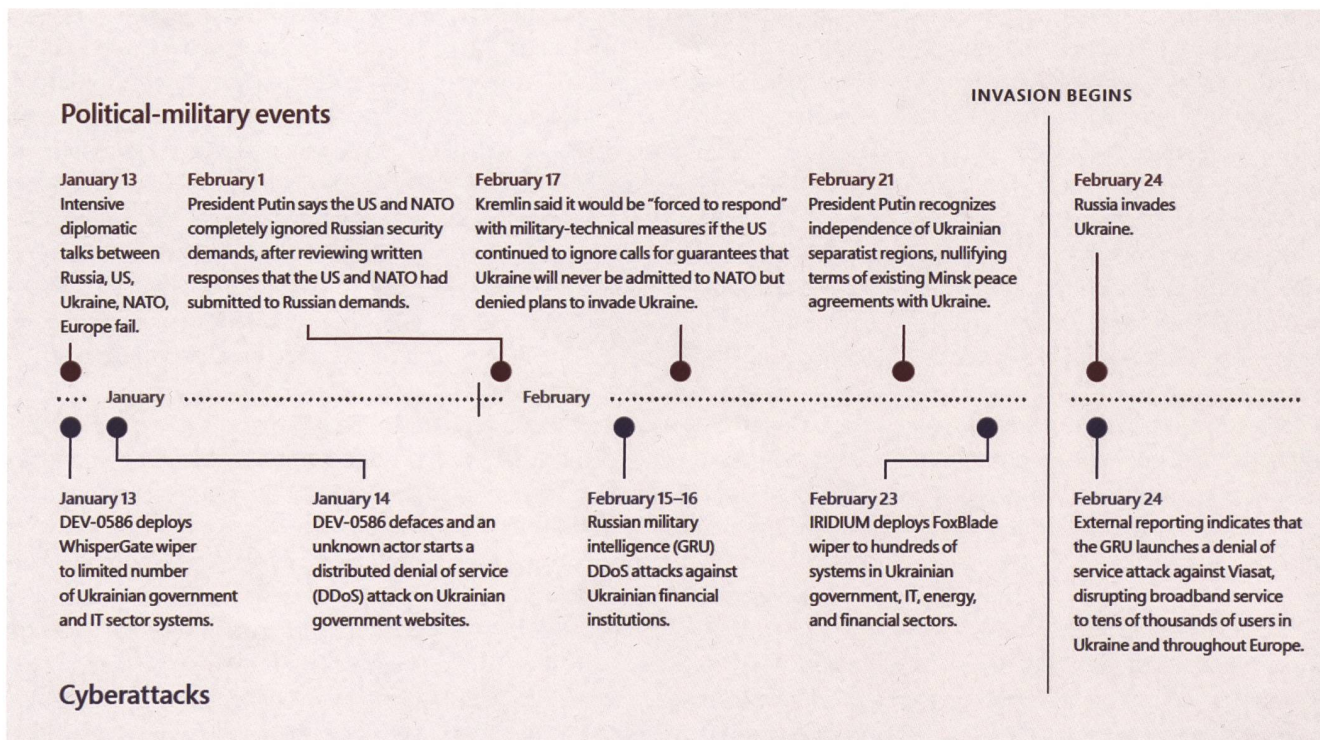 INVASION BEGINS
Political-military events
January 13
Intensive
diplomatic
talks between
Russia, US,
Ukraine, NATO,
Europe fail.
February 1
President Putin says the US and NATO
completely ignored Russian security
demands, after reviewing written
responses that the US and NATO had
submitted to Russian demands.
February 17
Kremlin said it would be “forced to respond”
with military-technical measures if the US
continued to ignore calls for guarantees that
Ukraine will never be admitted to NATO but
denied plans to invade Ukraine.
February 21
President Putin recognizes
independence of Ukrainian
separatist regions, nullifying
terms of existing Minsk peace
agreements with Ukraine.
February 24
Russia invades
Ukraine.
January
February
January 13
DEV-0586 deploys
WhisperGate wiper
to limited number
of Ukrainian government
and IT sector systems.
January 14
DEV-0586 defaces and an
unknown actor starts a
distributed denial of service
(DDoS) attack on Ukrainian
government websites.
February 15–16
Russian military
intelligence (GRU)
DDoS attacks against
Ukrainian financial
institutions.
February 23
IRIDIUM deploys FoxBlade
wiper to hundreds of
systems in Ukrainian
government, IT, energy,
and financial sectors.
February 24
External reporting indicates that
the GRU launches a denial of
service attack against Viasat,
disrupting broadband service
to tens of thousands of users in
Ukraine and throughout Europe.
Cyberattacks